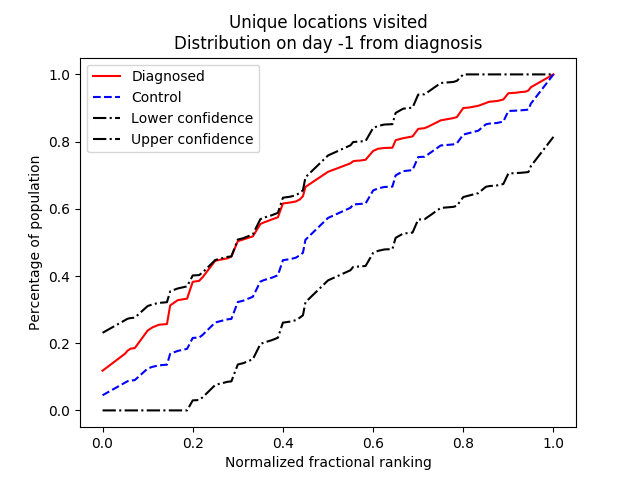 Unique locations visited
Distribution on day -1 from diagnosis
Diagnosed
Control
Lower confidence
Upper confidence
Percentage of population
1.0
0.8
0.6
0.4
0.2
0.0
0.0 0.2 0.4 0.6 0.8 1.0
Normalized fractional ranking